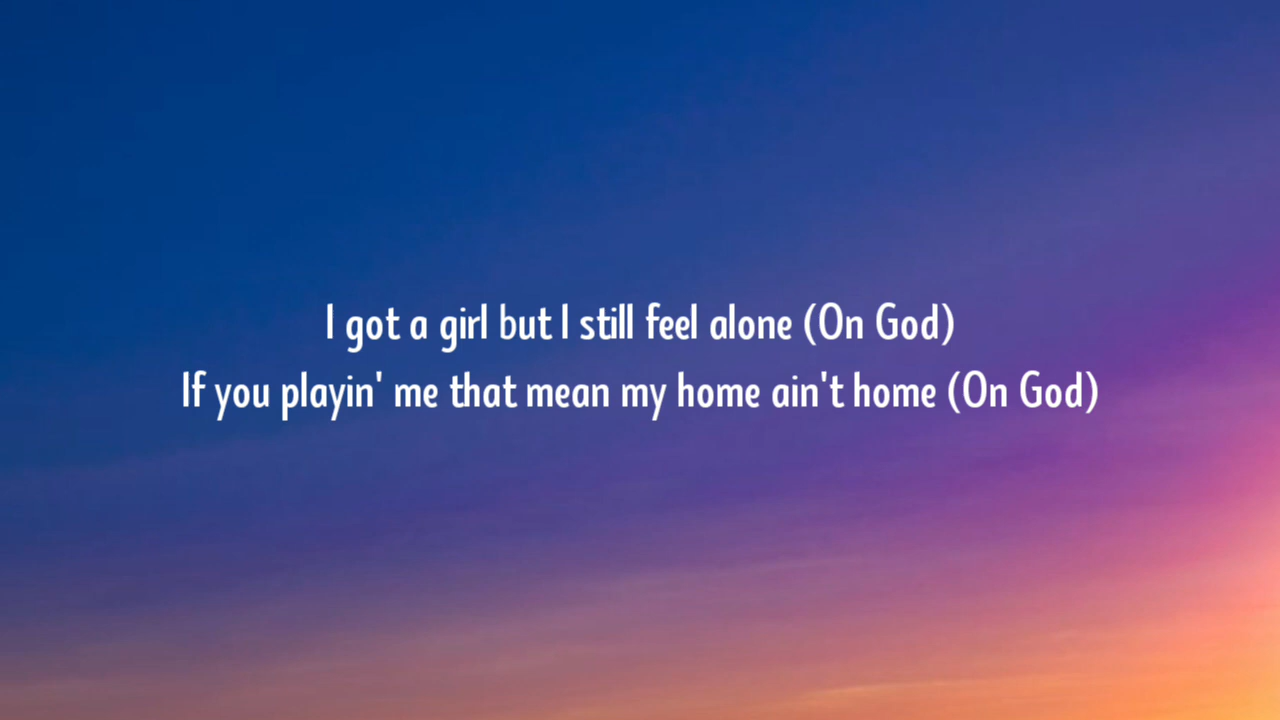 I got a girl but I still feel alone (On God)
If you playin' me that mean my home ain't home (On God)